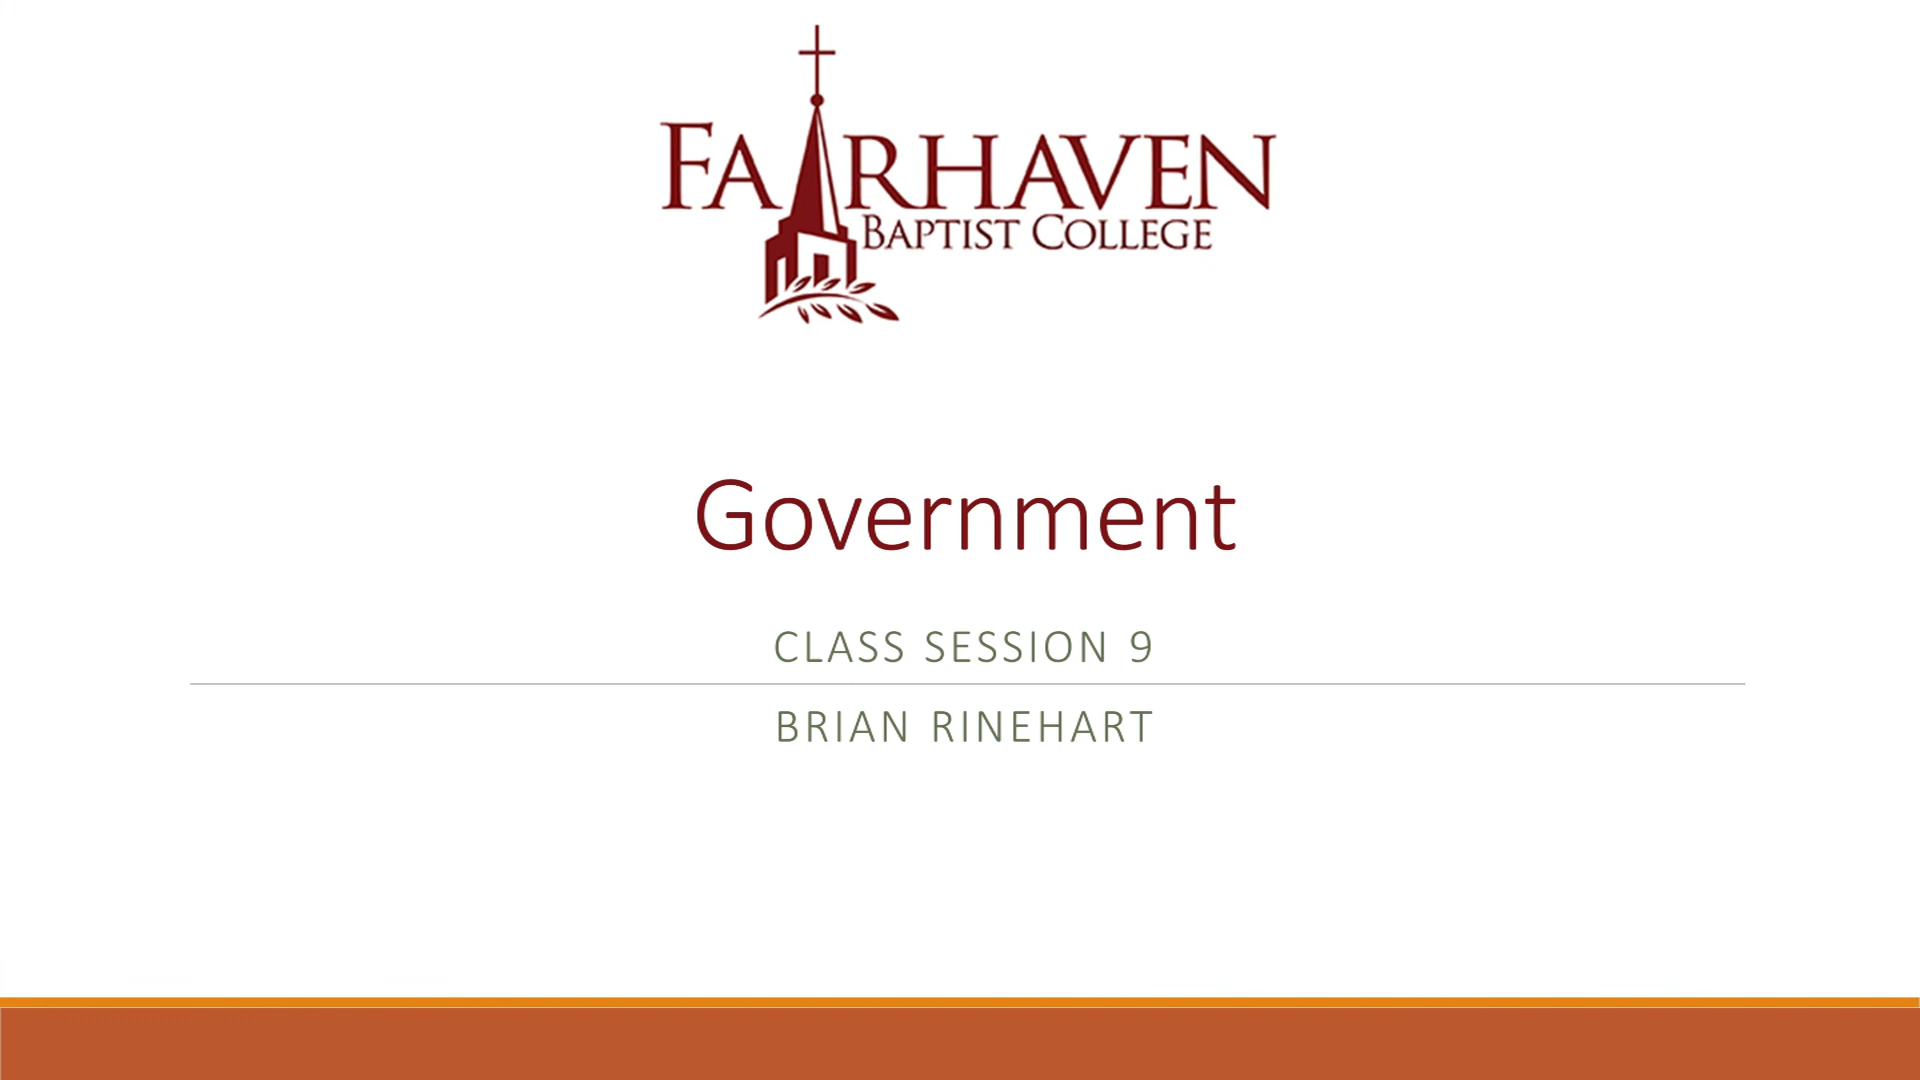 FAIRHAVEN
BAPTIST COLLEGE
Government
CLASS SESSION 9
BRIAN RINEHART